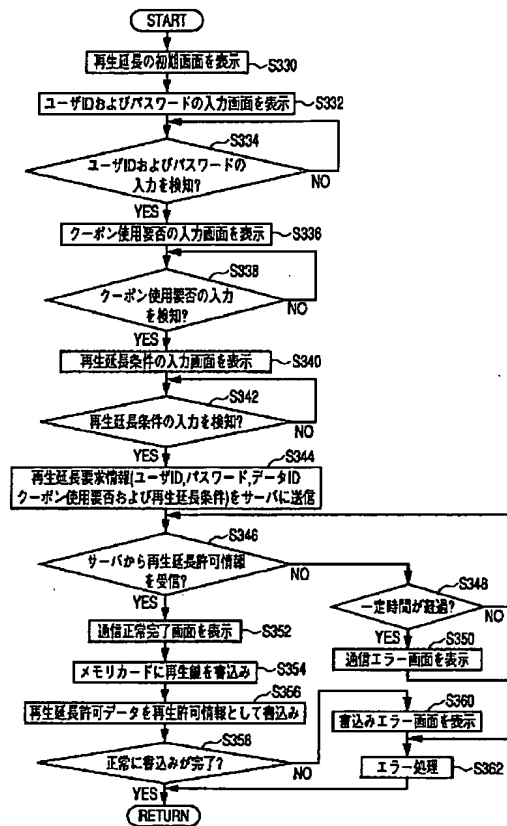 START
再生延長の初期画面を表示
S330
ユーザIDおよびパスワードの入力画面を表示
S332
S334
ユーザIDおよびパスワードの
入力を検知?
NO
YES
クーポン使用要否の入力画面を表示
S336
S338
クーポン使用要否の入力
を検知?
NO
YES
再生延長条件の入力画面を表示
S340
S342
再生延長条件の入力を検知?
NO
YES
S344
再生延長要求情報(ユーザID,パスワード,データID
クーポン使用要否および再生延長条件)をサーバに送信
S346
サーバから再生延長許可情報
を受信?
NO
YES
S348
一定時間が経過?
NO
YES
通信正常完了画面を表示
S352
S350
通信エラー画面を表示
メモリカードに再生鍵を書込み
S354
S356
再生延長許可データを再生許可情報として書込み
S360
書込みエラー画面を表示
S358
正常に書込みが完了?
NO
YES
エラー処理
S362
RETURN